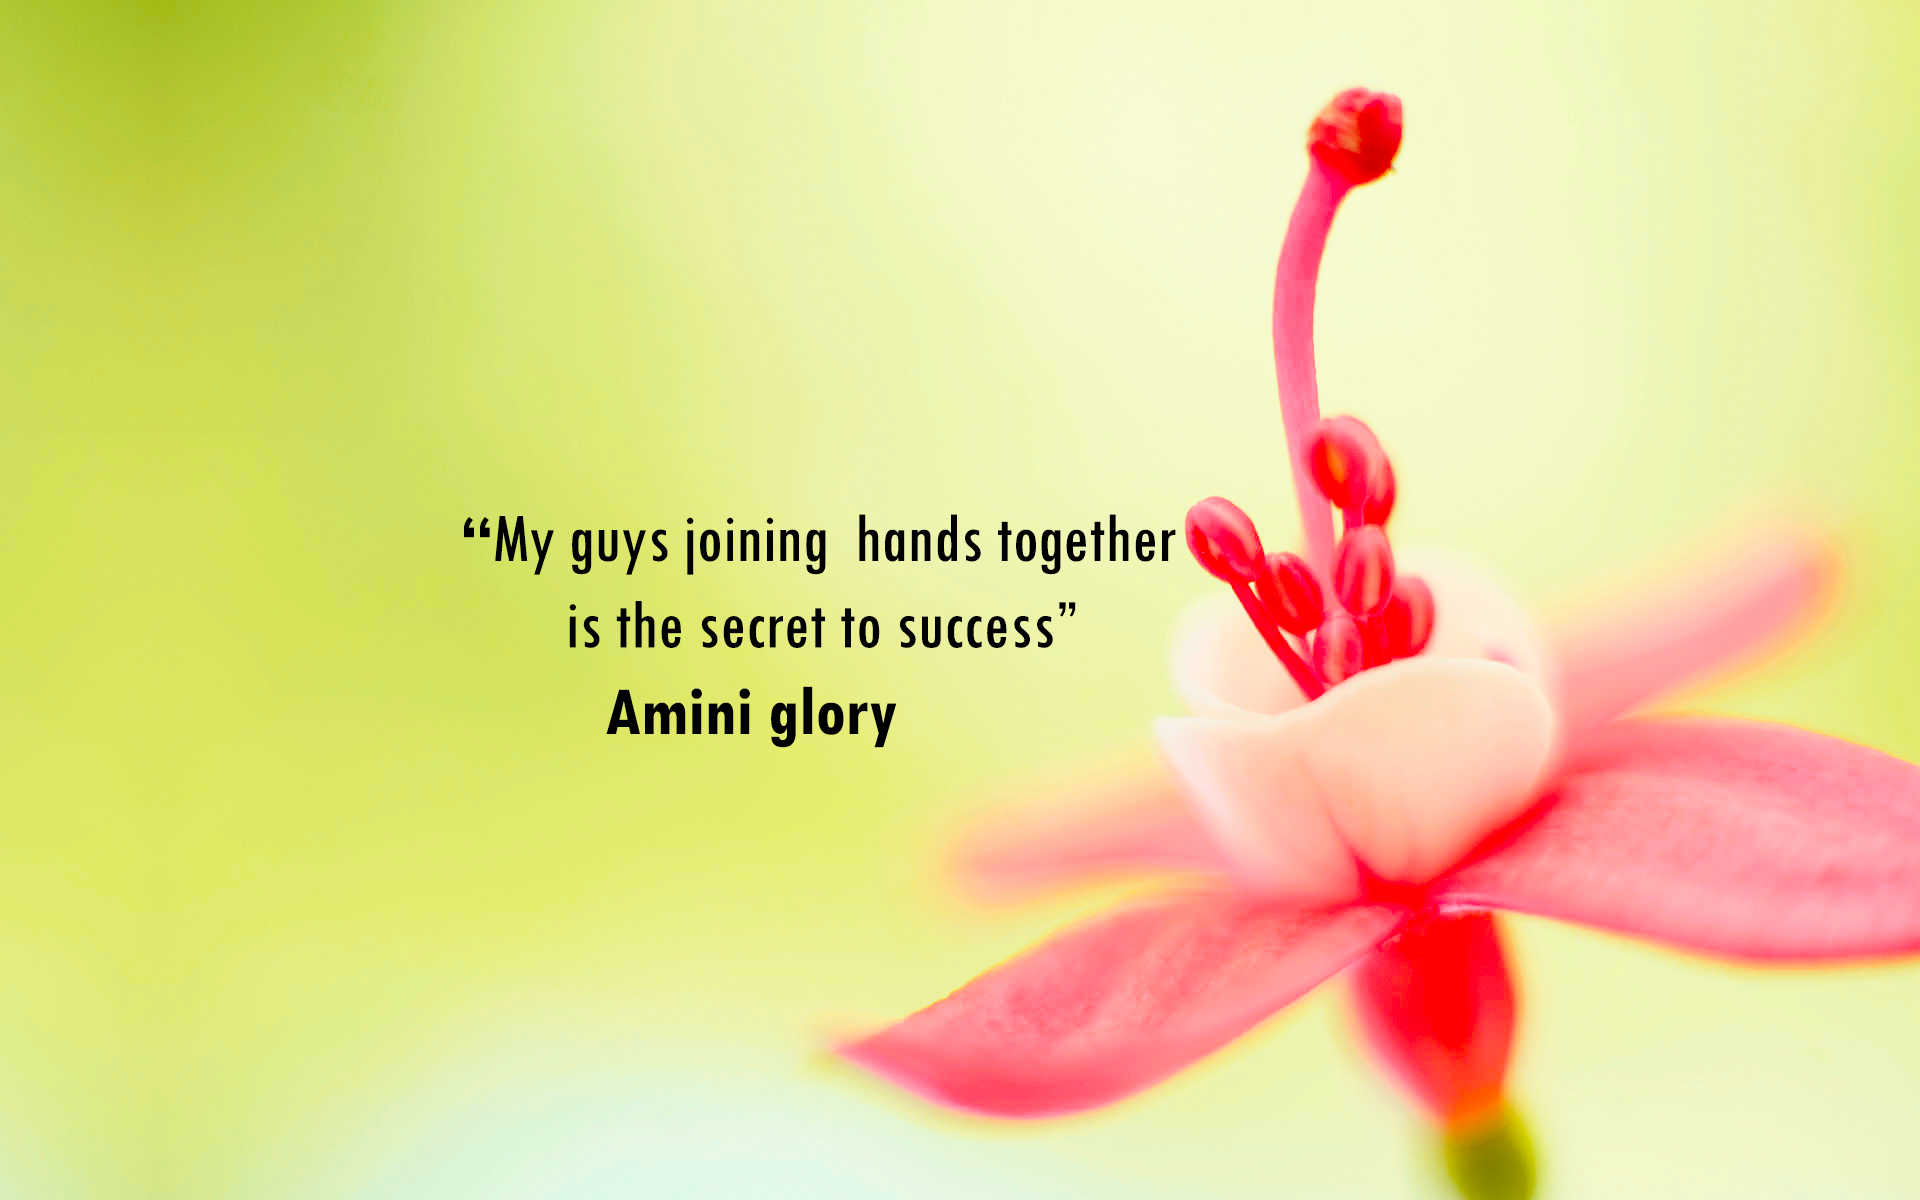 “My guys joining  hands together
is the secret to success”
Amini glory